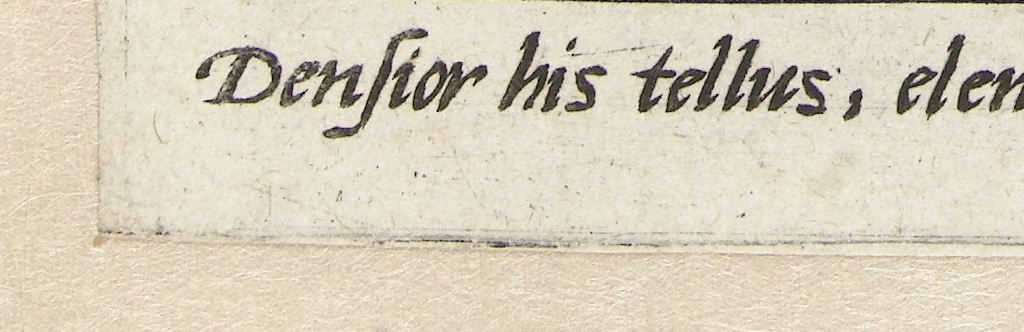 Denſior his tellus, elem